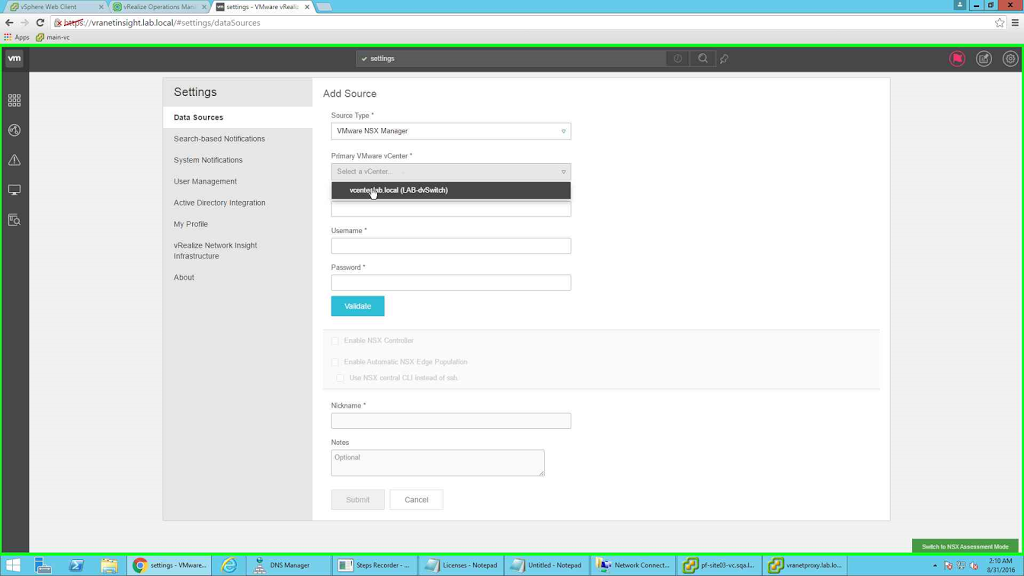 vSphere Web Client
vRealize Operations Man
settings - VMware vReali
https://vranetinsight.lab.local/#settings/dataSources
Apps
main-vc
vm
settings
Settings
Data Sources
Search-based Notifications
System Notifications
User Management
Active Directory Integration
My Profile
vRealize Network Insight
Infrastructure
About
Add Source
Source Type *
VMware NSX Manager
Primary VMware vCenter *
Select a vCenter..
vcenter.lab.local (LAB-dvSwitch)
Username *
Password *
Validate
Enable NSX Controller
Enable Automatic NSX Edge Population
Use NSX central CLI instead of ssh.
Nickname *
Notes
Optional
Submit
Cancel
Switch to NSX Assessment Mode
settings - VMware...
DNS Manager
Steps Recorder - ...
Licenses - Notepad
Untitled - Notepad
Network Connect...
pf-site03-vc.sqa.l...
vranetproxy.lab.lo...
2:10 AM
8/31/2016